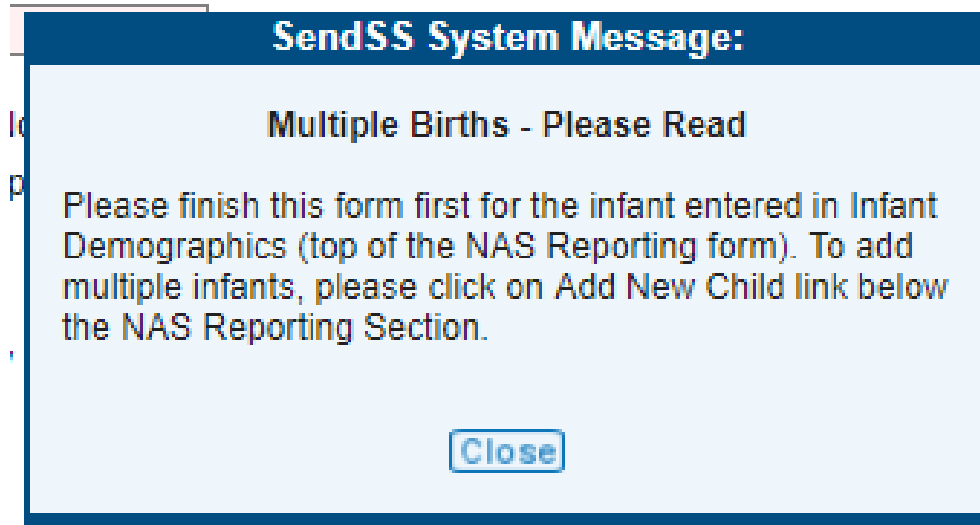 SendSS System Message:
Multiple Births - Please Read
Please finish this form first for the infant entered in Infant
Demographics (top of the NAS Reporting form). To add
multiple infants, please click on Add New Child link below
the NAS Reporting Section.
Close